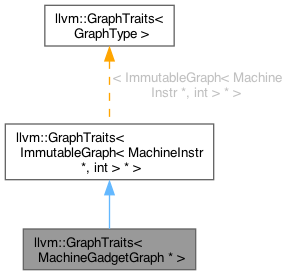 llvm::GraphTraits<
GraphType >
< ImmutableGraph< Machine
Instr *, int > * >
llvm::GraphTraits<
ImmutableGraph< MachineInstr
*, int > * >
llvm::GraphTraits<
MachineGadgetGraph * >